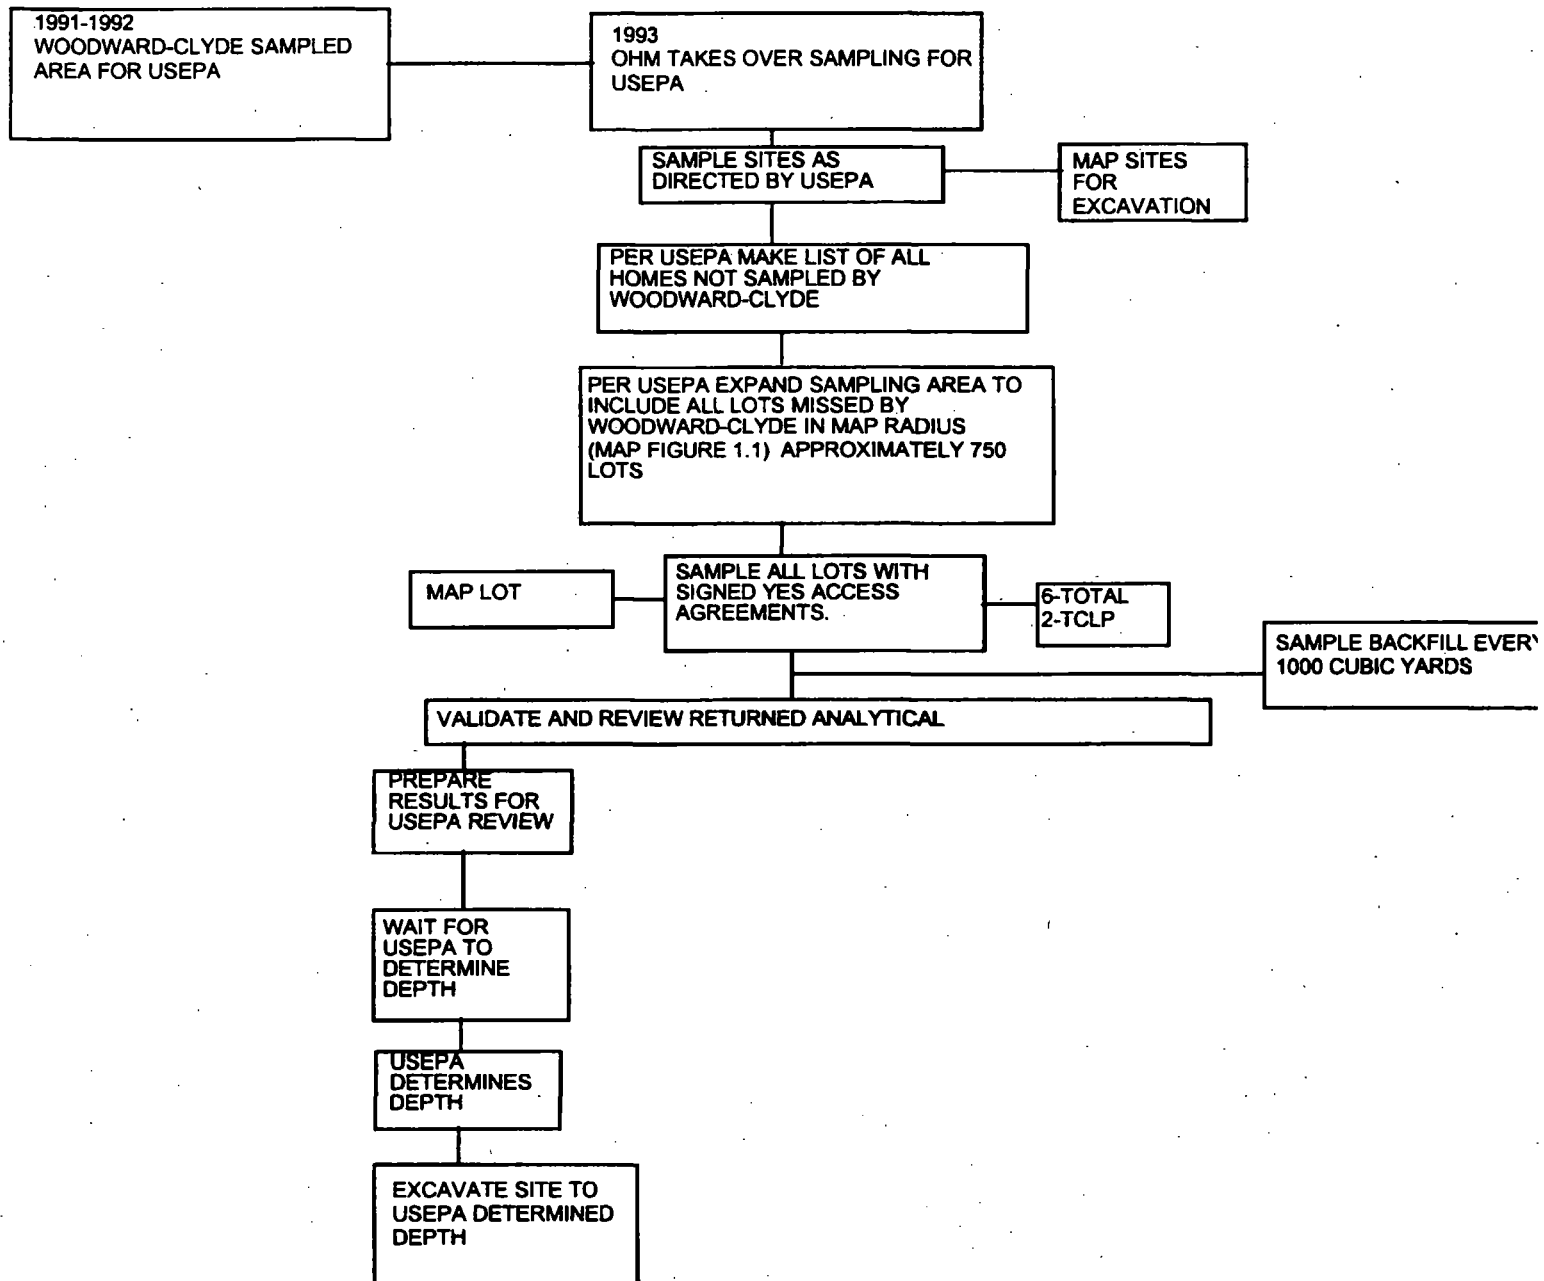 1991-1992
WOODWARD-CLYDE SAMPLED
AREA FOR USEPA
1993
OHM TAKES OVER SAMPLING FOR
USEPA
SAMPLE SITES AS
DIRECTED BY USEPA
MAP SITES
FOR
EXCAVATION
PER USEPA MAKE LIST OF ALL
HOMES NOT SAMPLED BY
WOODWARD-CLYDE
PER USEPA EXPAND SAMPLING AREA TO
INCLUDE ALL LOTS MISSED BY
WOODWARD-CLYDE IN MAP RADIUS
(MAP FIGURE 1.1) APPROXIMATELY 750
LOTS
MAP LOT
SAMPLE ALL LOTS WITH
SIGNED YES ACCESS
AGREEMENTS.
6-TOTAL
2-TCLP
SAMPLE BACKFILL EVERY
1000 CUBIC YARDS
VALIDATE AND REVIEW RETURNED ANALYTICAL
PREPARE
RESULTS FOR
USEPA REVIEW
WAIT FOR
USEPA TO
DETERMINE
DEPTH
USEPA
DETERMINES
DEPTH
EXCAVATE SITE TO
USEPA DETERMINED
DEPTH